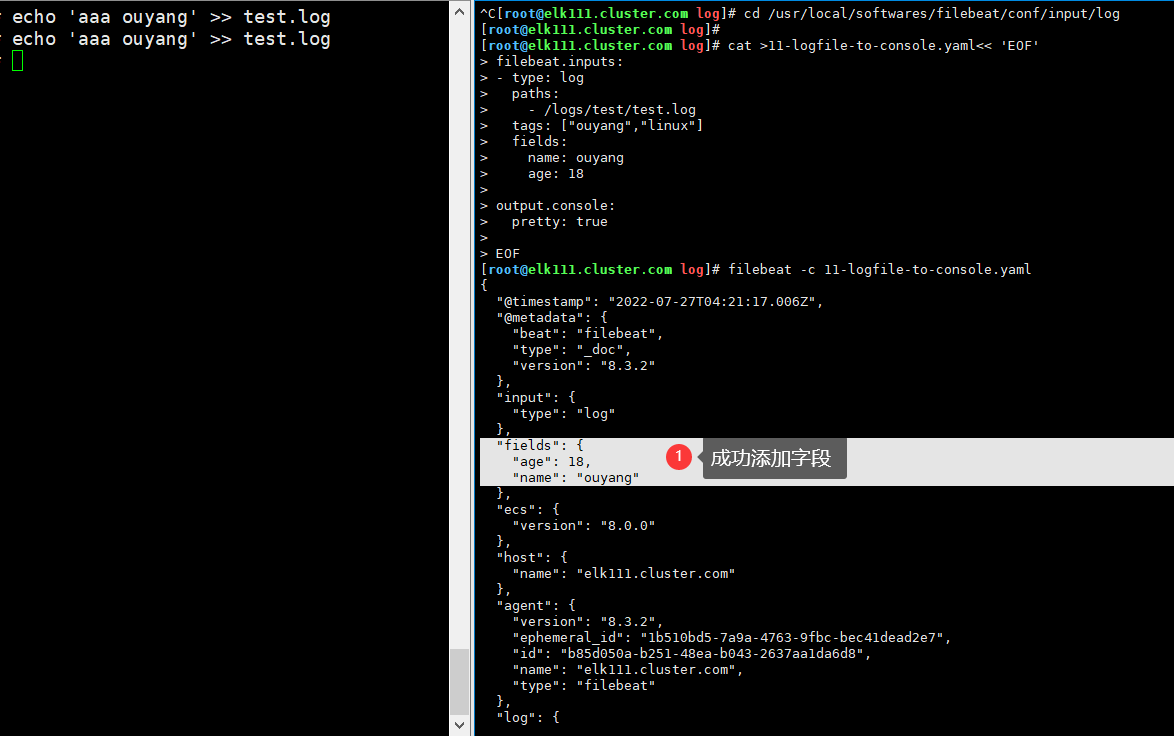 echo 'aaa ouyang' >> test.log
echo 'aaa ouyang' >> test.log
^C[root@elk111.cluster.com log]# cd /usr/local/softwares/filebeat/conf/input/log
[root@elk111.cluster.com log]#
[root@elk111.cluster.com log]# cat >11-logfile-to-console.yaml<< 'EOF'
> filebeat.inputs:
> - type: log
>   paths:
>     - /logs/test/test.log
>   tags: ["ouyang","linux"]
>   fields:
>     name: ouyang
>     age: 18
>
> output.console:
>   pretty: true
>
> EOF
[root@elk111.cluster.com log]# filebeat -c 11-logfile-to-console.yaml
{
  "@timestamp": "2022-07-27T04:21:17.006Z",
  "@metadata": {
    "beat": "filebeat",
    "type": "_doc",
    "version": "8.3.2"
  },
  "input": {
    "type": "log"
  },
  "fields": {
    "age": 18,
1 成功添加字段
    "name": "ouyang"
  },
  "ecs": {
    "version": "8.0.0"
  },
  "host": {
    "name": "elk111.cluster.com"
  },
  "agent": {
    "version": "8.3.2",
    "ephemeral_id": "1b510bd5-7a9a-4763-9fbc-bec41dead2e7",
    "id": "b85d050a-b251-48ea-b043-2637aa1da6d8",
    "name": "elk111.cluster.com",
    "type": "filebeat"
  },
  "log": {